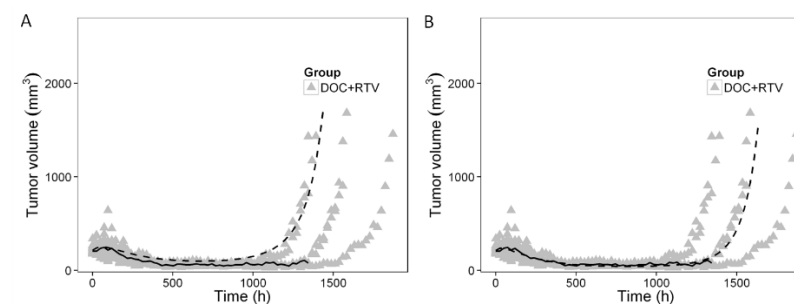 A
Tumor volume (mm³)
2000
1000
0
Group
DOC+RTV
0 500 1000 1500
Time (h)
B
Tumor volume (mm³)
2000
1000
0
Group
DOC+RTV
0 500 1000 1500
Time (h)